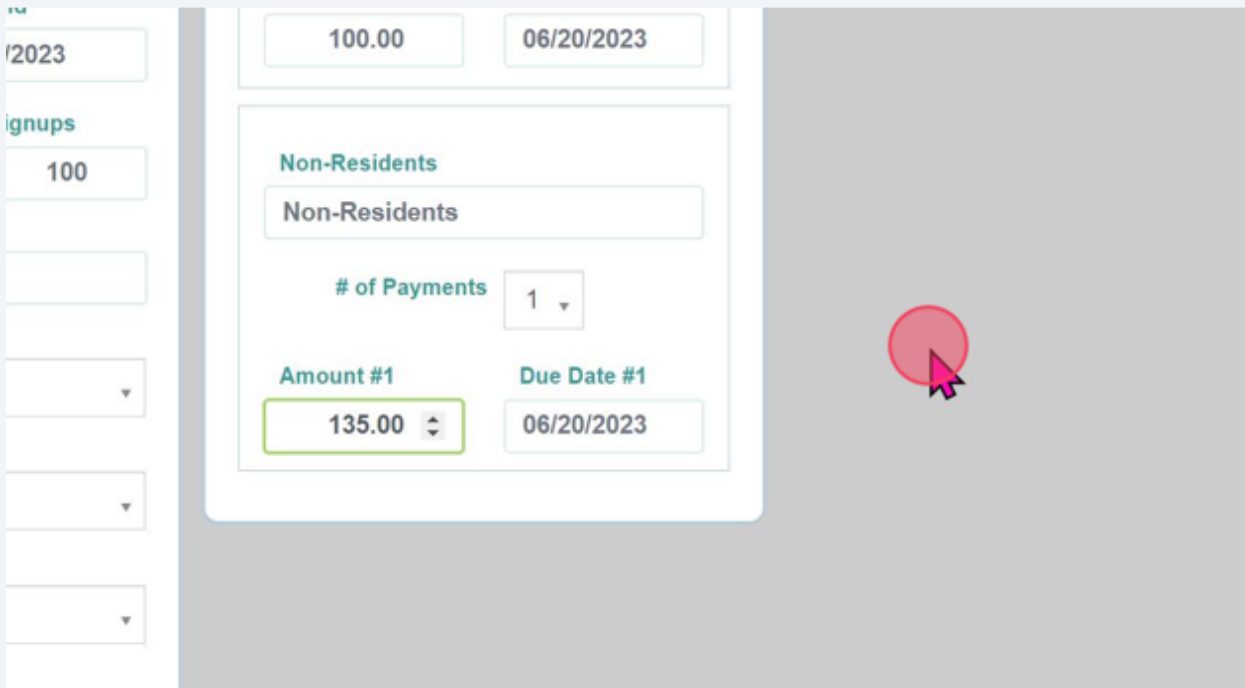 /2023
ignups
100
100.00 06/20/2023
Non-Residents
Non-Residents
# of Payments 1
Amount #1 Due Date #1
135.00 06/20/2023